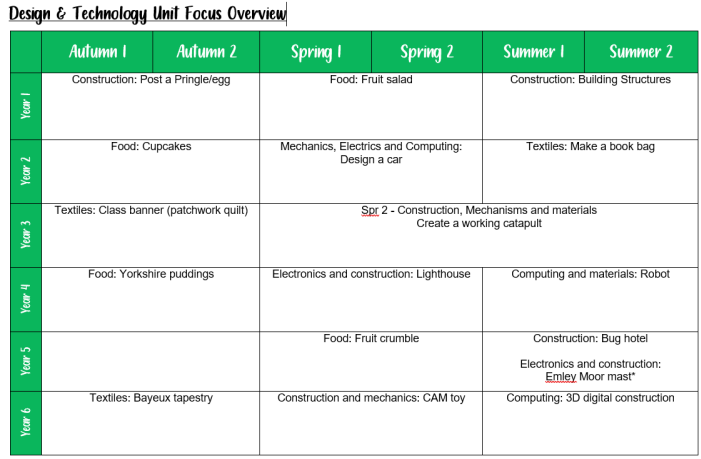 Design & Technology Unit Focus Overview
Autumn 1 Autumn 2 Spring 1 Spring 2 Summer 1 Summer 2
Year 1
Construction: Post a Pringle/egg
Food: Fruit salad
Construction: Building Structures
Year 2
Food: Cupcakes
Mechanics, Electrics and Computing:
Design a car
Textiles: Make a book bag
Year 3
Textiles: Class banner (patchwork quilt)
Spr 2 - Construction, Mechanisms and materials
Create a working catapult
Year 4
Food: Yorkshire puddings
Electronics and construction: Lighthouse
Computing and materials: Robot
Year 5
Food: Fruit crumble
Construction: Bug hotel
Electronics and construction:
Emley Moor mast*
Year 6
Textiles: Bayeux tapestry
Construction and mechanics: CAM toy
Computing: 3D digital construction